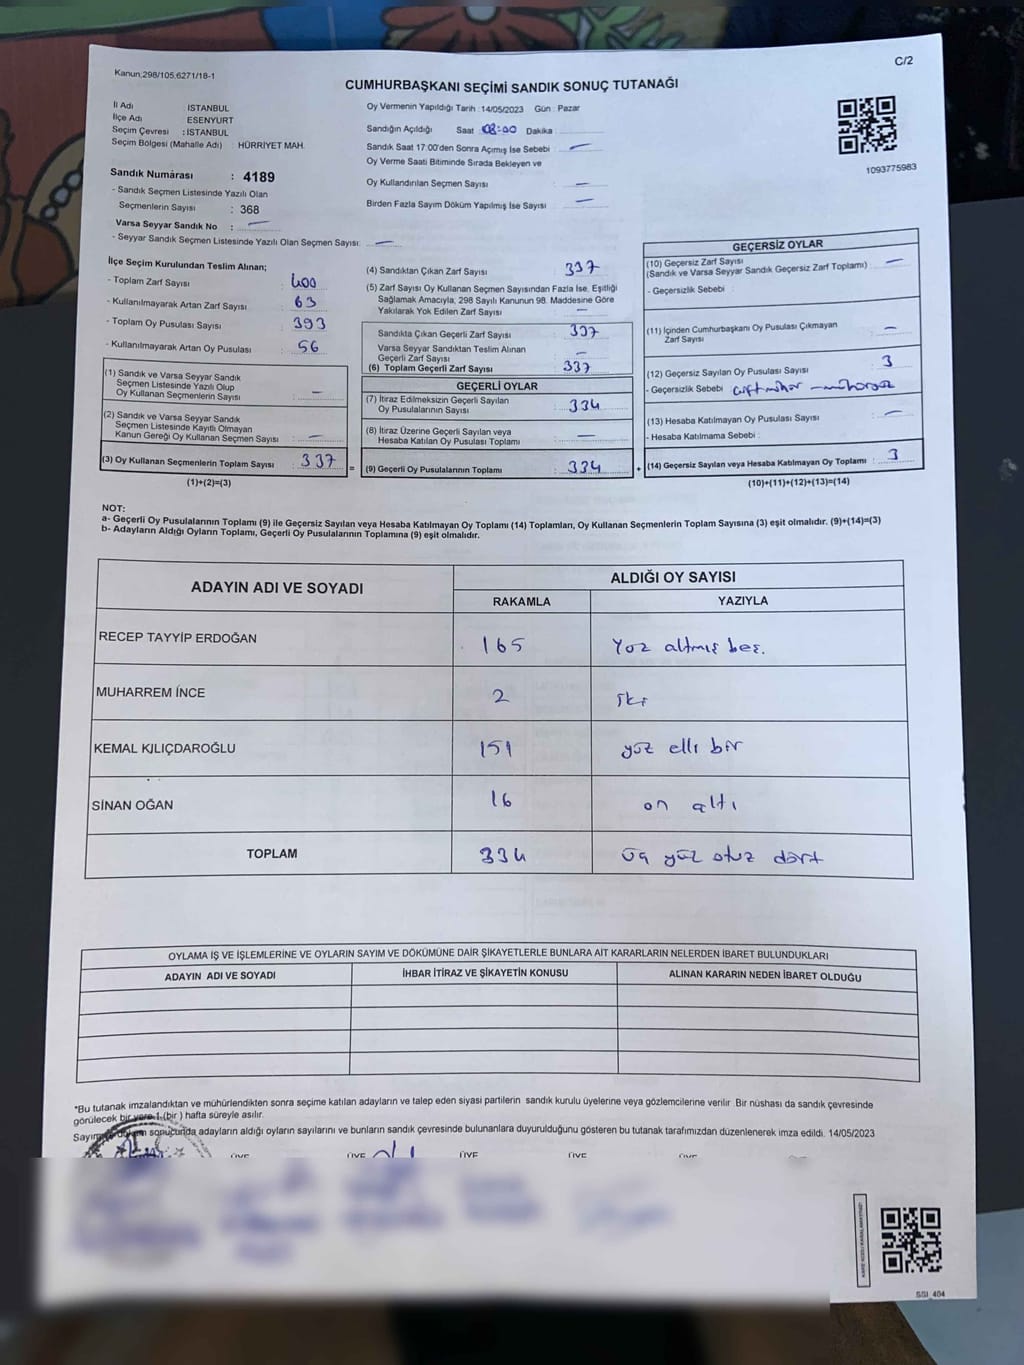 Kanun;298/105,6271/18-1
C/2
CUMHURBAŞKANI SEÇİMİ SANDIK SONUÇ TUTANAĞI
İl Adı : İSTANBUL
İlçe Adı : ESENYURT
Seçim Çevresi : İSTANBUL
Seçim Bölgesi (Mahalle Adı) : HÜRRİYET MAH.
Sandık Numarası : 4189
- Sandık Seçmen Listesinde Yazılı Olan
Seçmenlerin Sayısı : 368
Varsa Seyyar Sandık No : —
- Seyyar Sandık Seçmen Listesinde Yazılı Olan Seçmen Sayısı: —
Oy Vermenin Yapıldığı Tarih : 14/05/2023 Gün : Pazar
Sandığın Açıldığı Saat : 08:00 Dakika :
Sandık Saat 17:00'den Sonra Açımış İse Sebebi : —
Oy Verme Saati Bitiminde Sırada Bekleyen ve
Oy Kullandırılan Seçmen Sayısı : —
Birden Fazla Sayım Döküm Yapılmış İse Sayısı : —
1093775983
İlçe Seçim Kurulundan Teslim Alınan;
- Toplam Zarf Sayısı : 400
- Kullanılmayarak Artan Zarf Sayısı : 63
- Toplam Oy Pusulası Sayısı : 393
- Kullanılmayarak Artan Oy Pusulası : 56
(1) Sandık ve Varsa Seyyar Sandık
Seçmen Listesinde Yazılı Olup
Oy Kullanan Seçmenlerin Sayısı : —
(2) Sandık ve Varsa Seyyar Sandık
Seçmen Listesinde Kayıtlı Olmayan
Kanun Gereği Oy Kullanan Seçmen Sayısı : —
(3) Oy Kullanan Seçmenlerin Toplam Sayısı : 337
(1)+(2)=(3)
(4) Sandıktan Çıkan Zarf Sayısı : 337
(5) Zarf Sayısı Oy Kullanan Seçmen Sayısından Fazla İse, Eşitliği
Sağlamak Amacıyla, 298 Sayılı Kanunun 98. Maddesine Göre
Yakılarak Yok Edilen Zarf Sayısı : —
Sandıkta Çıkan Geçerli Zarf Sayısı : 337
Varsa Seyyar Sandıktan Teslim Alınan
Geçerli Zarf Sayısı : —
(6) Toplam Geçerli Zarf Sayısı : 337
GEÇERLİ OYLAR
(7) İtiraz Edilmeksizin Geçerli Sayılan
Oy Pusulalarının Sayısı : 334
(8) İtiraz Üzerine Geçerli Sayılan veya
Hesaba Katılan Oy Pusulası Toplamı : —
= (9) Geçerli Oy Pusulalarının Toplamı : 334
GEÇERSİZ OYLAR
(10) Geçersiz Zarf Sayısı : —
(Sandık ve Varsa Seyyar Sandık Geçersiz Zarf Toplamı)
- Geçersizlik Sebebi :
(11) İçinden Cumhurbaşkanı Oy Pusulası Çıkmayan
Zarf Sayısı : —
(12) Geçersiz Sayılan Oy Pusulası Sayısı : 3
- Geçersizlik Sebebi : çift mühür – mühürsüz
(13) Hesaba Katılmayan Oy Pusulası Sayısı : —
- Hesaba Katılmama Sebebi :
+ (14) Geçersiz Sayılan veya Hesaba Katılmayan Oy Toplamı : 3
(10)+(11)+(12)+(13)=(14)
NOT:
a- Geçerli Oy Pusulalarının Toplamı (9) ile Geçersiz Sayılan veya Hesaba Katılmayan Oy Toplamı (14) Toplamları, Oy Kullanan Seçmenlerin Toplam Sayısına (3) eşit olmalıdır. (9)+(14)=(3)
b- Adayların Aldığı Oyların Toplamı, Geçerli Oy Pusulalarının Toplamına (9) eşit olmalıdır.
ADAYIN ADI VE SOYADI
ALDIĞI OY SAYISI
RAKAMLA YAZIYLA
RECEP TAYYİP ERDOĞAN 165 Yüz altmış beş.
MUHARREM İNCE 2 iki
KEMAL KILIÇDAROĞLU 151 yüz elli bir
SİNAN OĞAN 16 on altı
TOPLAM 334 üç yüz otuz dört
OYLAMA İŞ VE İŞLEMLERİNE VE OYLARIN SAYIM VE DÖKÜMÜNE DAİR ŞİKAYETLERLE BUNLARA AİT KARARLARIN NELERDEN İBARET BULUNDUKLARI
ADAYIN ADI VE SOYADI İHBAR İTİRAZ VE ŞİKAYETİN KONUSU ALINAN KARARIN NEDEN İBARET OLDUĞU
*Bu tutanak imzalandıktan ve mühürlendikten sonra seçime katılan adayların ve talep eden siyasi partilerin sandık kurulu üyelerine veya gözlemcilerine verilir. Bir nüshası da sandık çevresinde
görülecek bir yere 1 (bir ) hafta süreyle asılır.
Sayım ve döküm sonucunda adayların aldığı oyların sayılarını ve bunların sandık çevresinde bulunanlara duyurulduğunu gösteren bu tutanak tarafımızdan düzenlenerek imza edildi. 14/05/2023
ÜYE ÜYE ÜYE ÜYE ÜYE
SSI_404